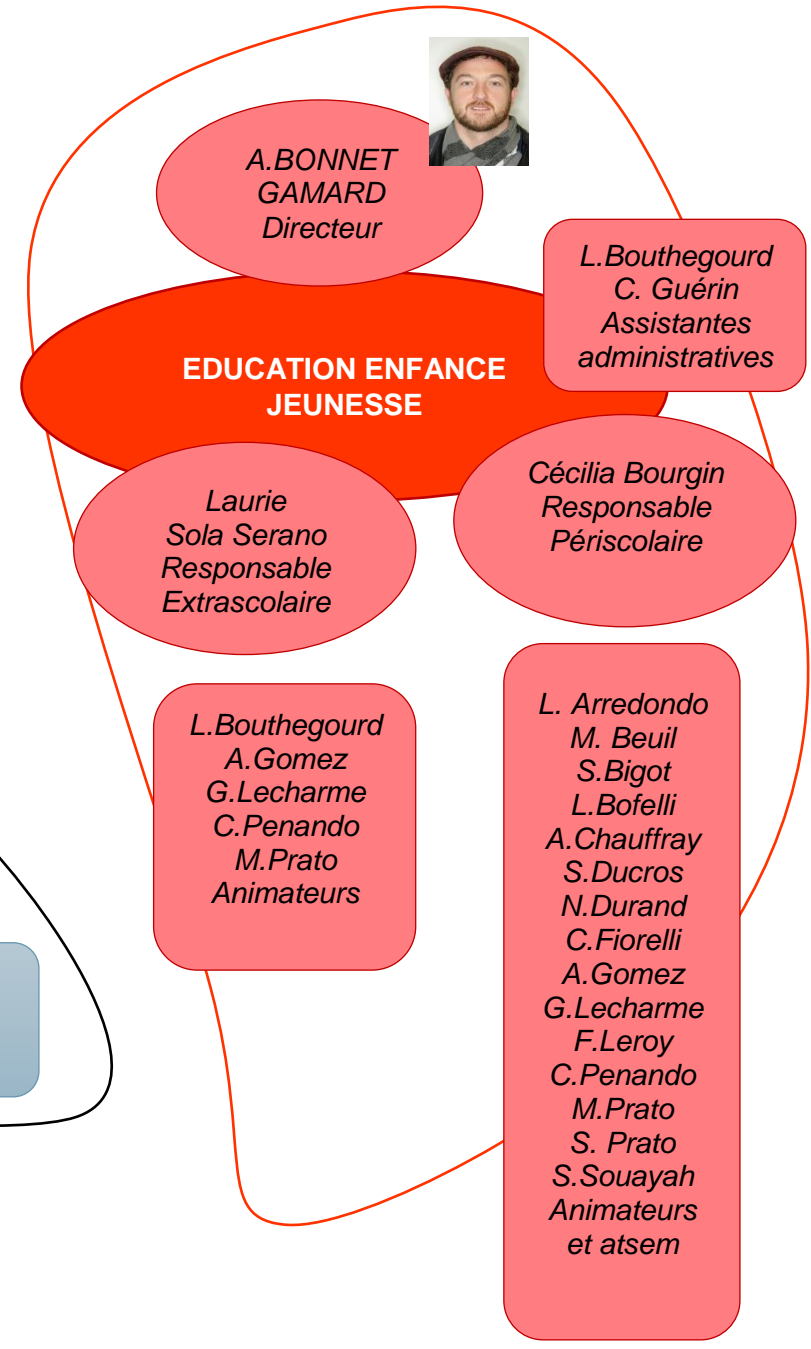 A.BONNET
GAMARD
Directeur
L.Bouthegourd
C. Guérin
Assistantes
administratives
EDUCATION ENFANCE
JEUNESSE
Laurie
Sola Serano
Responsable
Extrascolaire
Cécilia Bourgin
Responsable
Périscolaire
L.Bouthegourd
A.Gomez
G.Lecharme
C.Penando
M.Prato
Animateurs
L. Arredondo
M. Beuil
S.Bigot
L.Bofelli
A.Chauffray
S.Ducros
N.Durand
C.Fiorelli
A.Gomez
G.Lecharme
F.Leroy
C.Penando
M.Prato
S. Prato
S.Souayah
Animateurs
et atsem